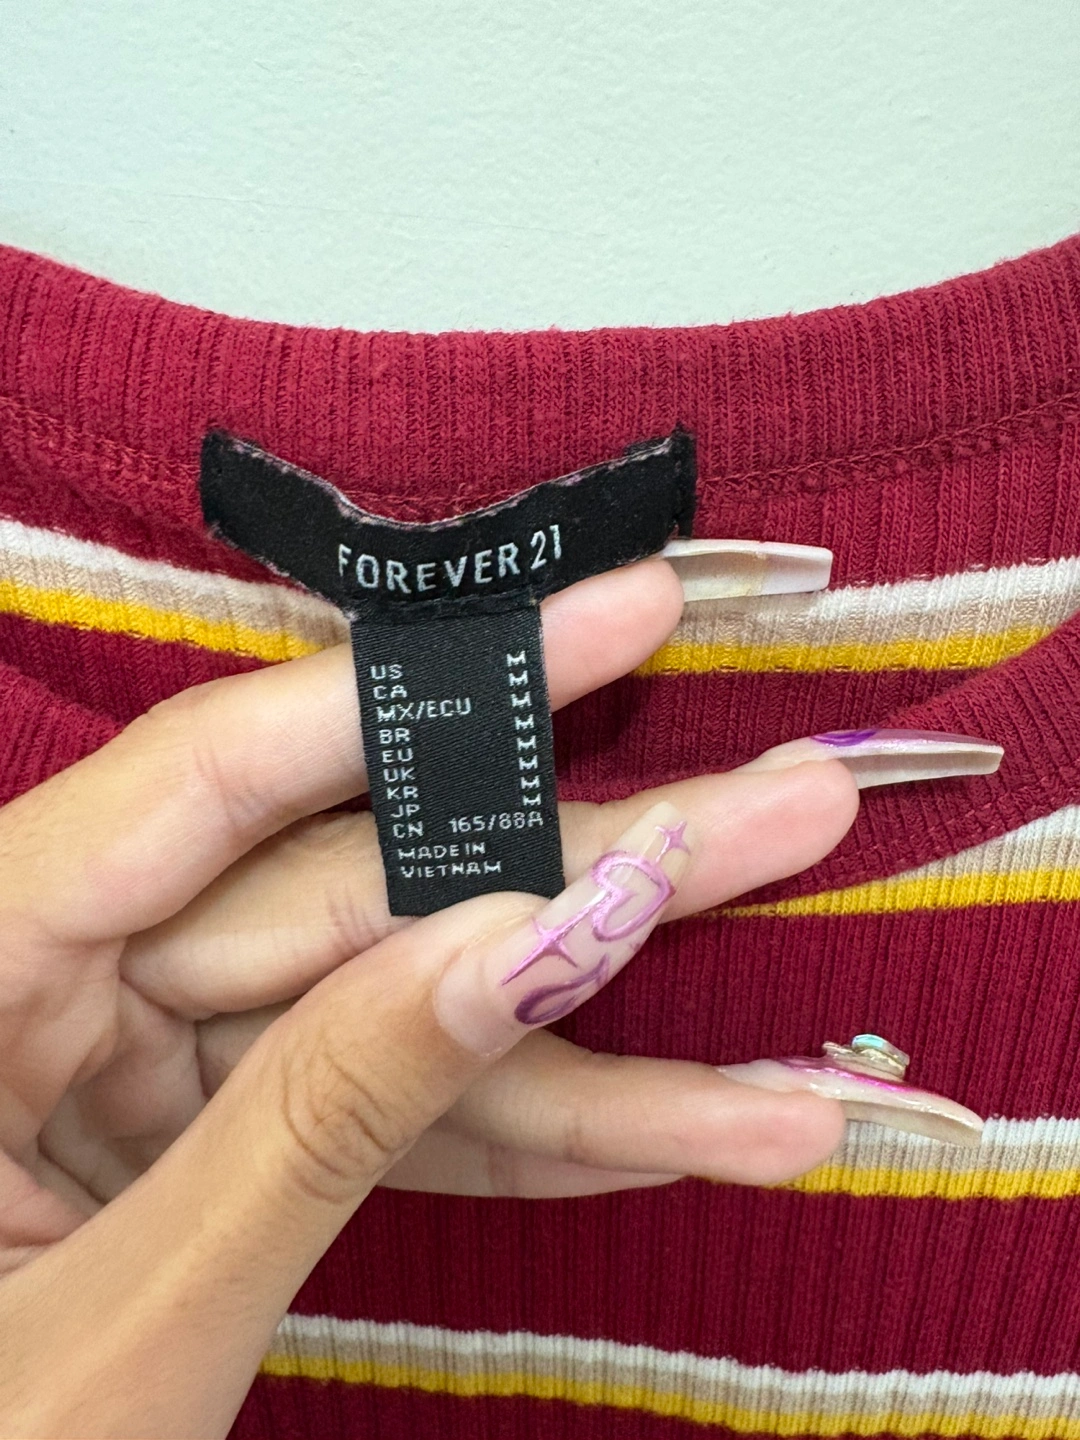 FOREVER 21
US M
CA M
MX/ECU M
BR M
EU M
UK M
KR M
JP M
CN 165/88A
MADE IN
VIETNAM